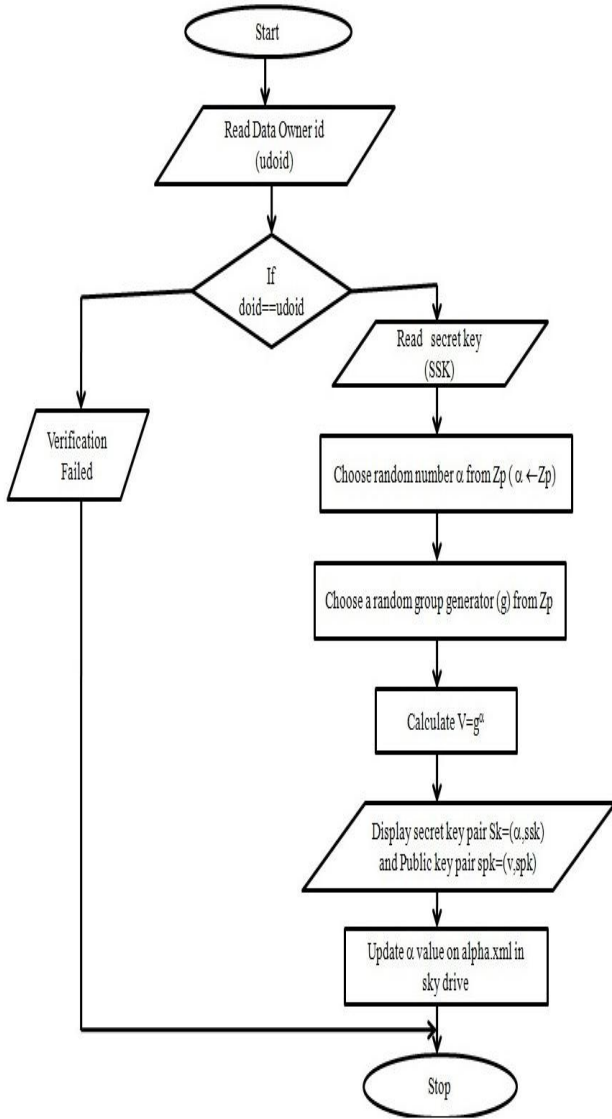 Start
Read Data Owner id
(udoid)
If
doid==udoid
Read secret key
(SSK)
Verification
Failed
Choose random number α from Zp ( α ←Zp)
Choose a random group generator (g) from Zp
Calculate V=g^α
Display secret key pair Sk=(α,ssk)
and Public key pair spk=(v,spk)
Update α value on alpha.xml in
sky drive
Stop